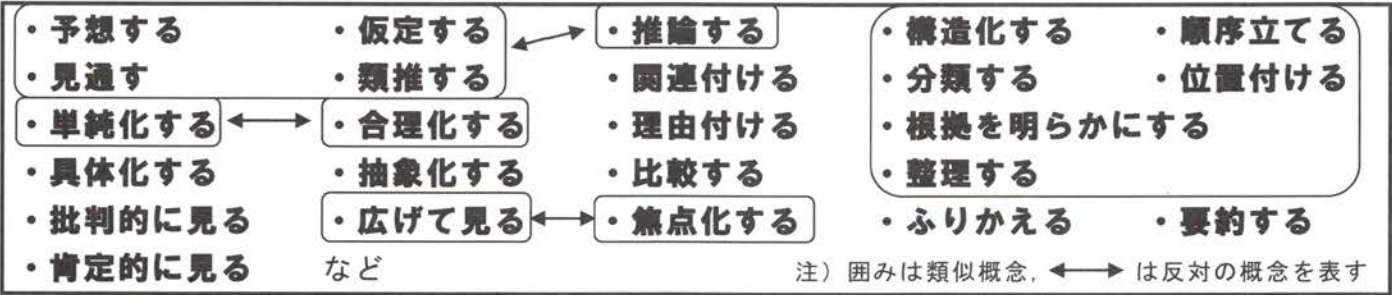 ・予想する ・仮定する ・推論する ・構造化する ・順序立てる
・見通す ・類推する ・関連付ける ・分類する ・位置付ける
・単純化する ・合理化する ・理由付ける ・根拠を明らかにする
・具体化する ・抽象化する ・比較する ・整理する
・批判的に見る ・広げて見る ・焦点化する ・ふりかえる ・要約する
・肯定的に見る など 注）囲みは類似概念，⟷は反対の概念を表す